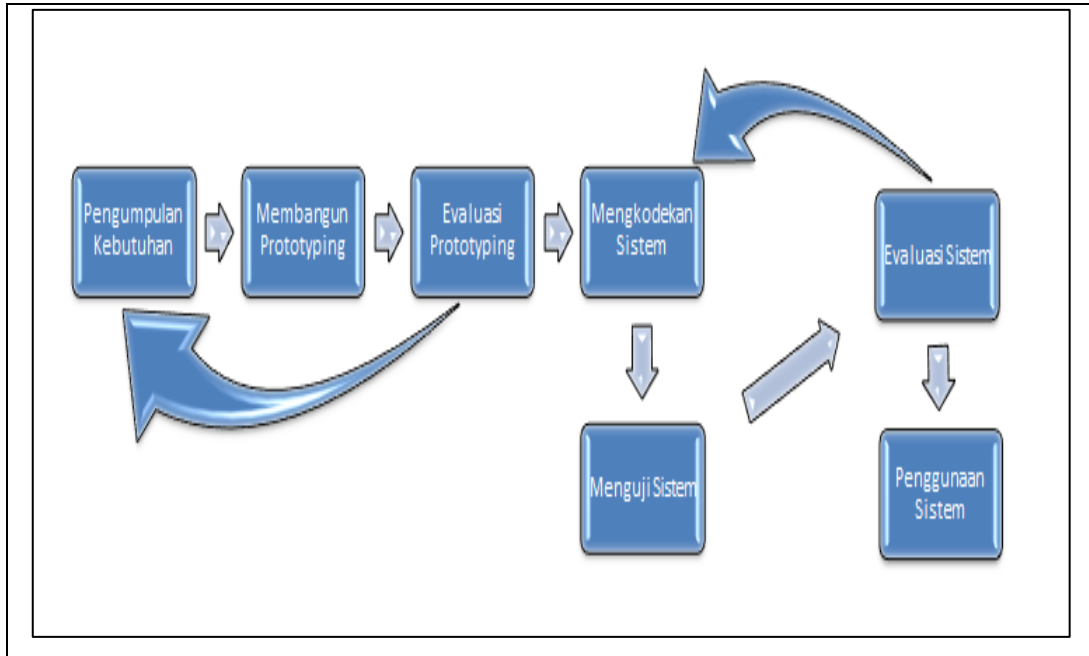 Pengumpulan
Kebutuhan
Membangun
Prototyping
Evaluasi
Prototyping
Mengkodekan
Sistem
Evaluasi Sistem
Menguji Sistem
Penggunaan
Sistem